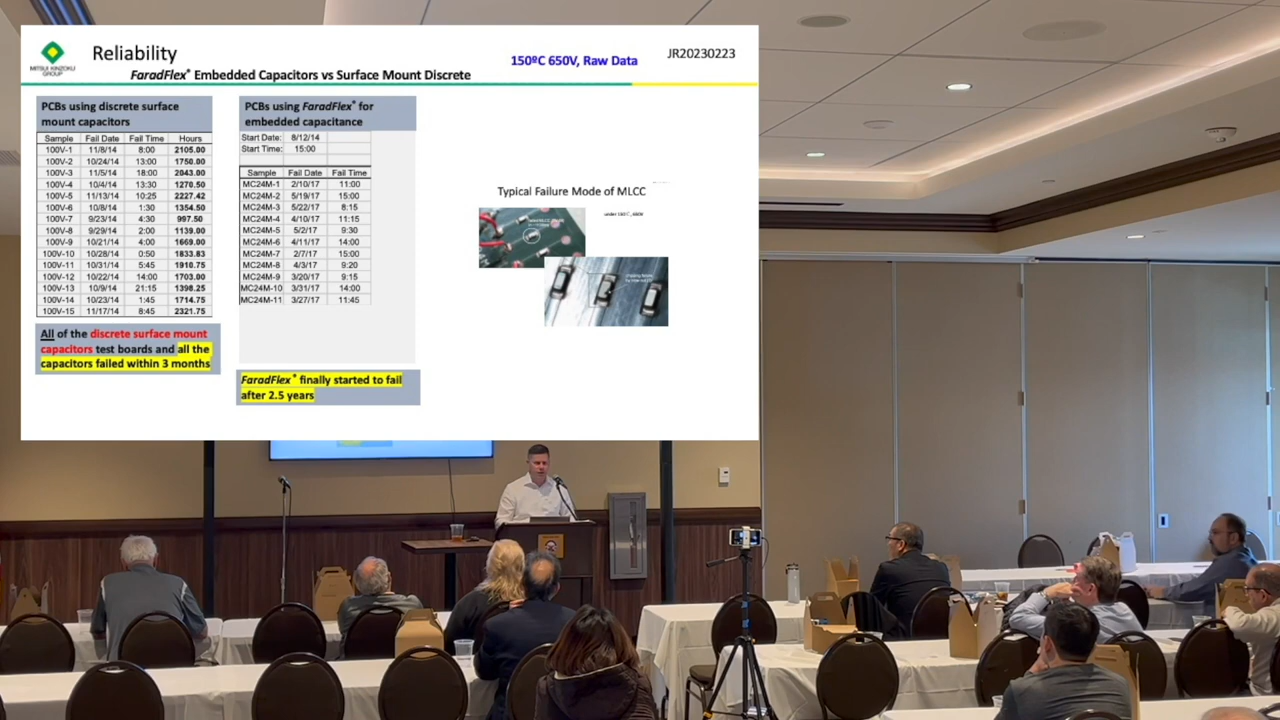 MITSUI KINZOKU
GROUP
Reliability
FaradFlex® Embedded Capacitors vs Surface Mount Discrete
150ºC 650V, Raw Data
JR20230223
PCBs using discrete surface
mount capacitors
Sample Fail Date Fail Time Hours
100V-1 11/8/14 8:00 2105.00
100V-2 10/24/14 13:00 1750.00
100V-3 11/5/14 18:00 2043.00
100V-4 10/4/14 13:30 1270.50
100V-5 11/13/14 10:25 2227.42
100V-6 10/8/14 1:30 1354.50
100V-7 9/23/14 4:30 997.50
100V-8 9/29/14 2:00 1139.00
100V-9 10/21/14 4:00 1669.00
100V-10 10/28/14 0:50 1833.83
100V-11 10/31/14 5:45 1910.75
100V-12 10/22/14 14:00 1703.00
100V-13 10/9/14 21:15 1398.25
100V-14 10/23/14 1:45 1714.75
100V-15 11/17/14 8:45 2321.75
All of the discrete surface mount
capacitors test boards and all the
capacitors failed within 3 months
PCBs using FaradFlex® for
embedded capacitance
Start Date: 8/12/14
Start Time: 15:00
Sample Fail Date Fail Time
MC24M-1 2/10/17 11:00
MC24M-2 5/19/17 15:00
MC24M-3 5/22/17 8:15
MC24M-4 4/10/17 11:15
MC24M-5 5/2/17 9:30
MC24M-6 4/11/17 14:00
MC24M-7 2/7/17 15:00
MC24M-8 4/3/17 9:20
MC24M-9 3/20/17 9:15
MC24M-10 3/31/17 14:00
MC24M-11 3/27/17 11:45
FaradFlex® finally started to fail
after 2.5 years
Typical Failure Mode of MLCC
under 150℃, 650V